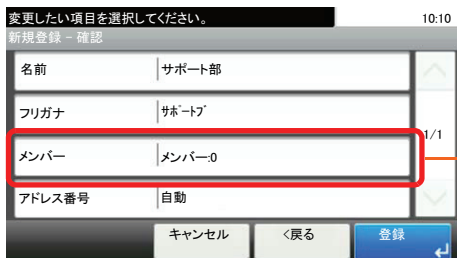 変更したい項目を選択してください。 10:10
新規登録 - 確認
名前 サポート部
フリガナ ｻﾎﾟｰﾄﾌﾞ
1/1
メンバー メンバー:0
アドレス番号 自動
キャンセル <戻る 登録